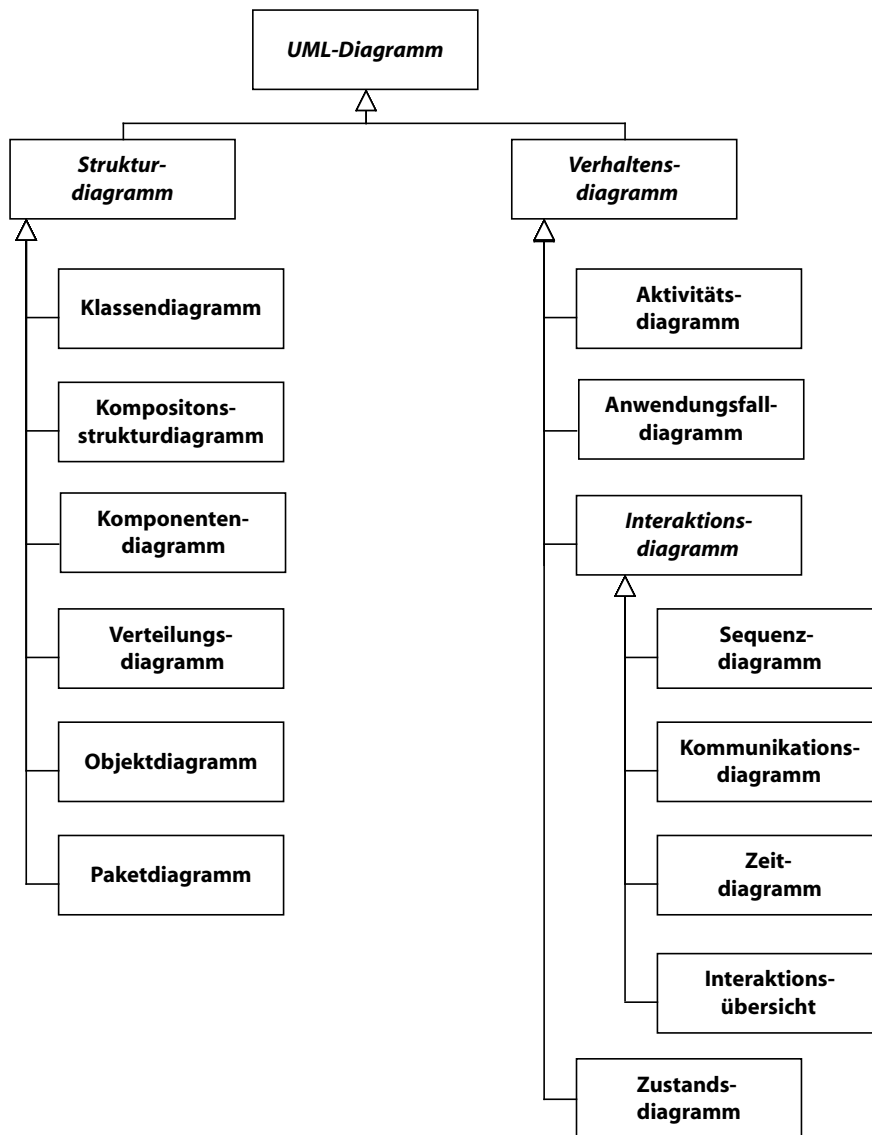 UML-Diagramm
Struktur-
diagramm
Klassendiagramm
Kompositons-
strukturdiagramm
Komponenten-
diagramm
Verteilungs-
diagramm
Objektdiagramm
Paketdiagramm
Verhaltens-
diagramm
Aktivitäts-
diagramm
Anwendungsfall-
diagramm
Interaktions-
diagramm
Sequenz-
diagramm
Kommunikations-
diagramm
Zeit-
diagramm
Interaktions-
übersicht
Zustands-
diagramm